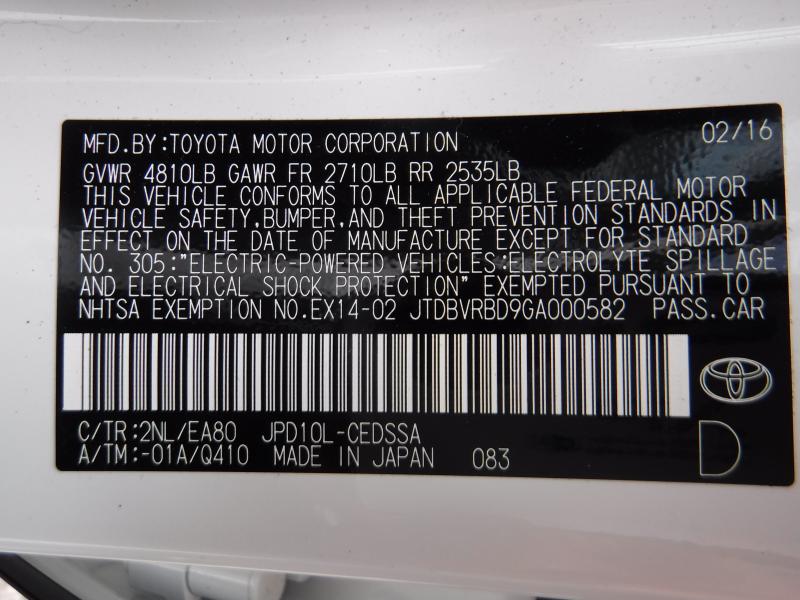 MFD.BY:TOYOTA MOTOR CORPORATION 02/16
GVWR 4810LB GAWR FR 2710LB RR 2535LB
THIS VEHICLE CONFORMS TO ALL APPLICABLE FEDERAL MOTOR
VEHICLE SAFETY,BUMPER,AND THEFT PREVENTION STANDARDS IN
EFFECT ON THE DATE OF MANUFACTURE EXCEPT FOR STANDARD
NO. 305:"ELECTRIC-POWERED VEHICLES:ELECTROLYTE SPILLAGE
AND ELECTRICAL SHOCK PROTECTION" EXEMPTED PURSUANT TO
NHTSA EXEMPTION NO.EX14-02 JTDBVRBD9GA000582 PASS.CAR
C/TR:2NL/EA80 JPD10L-CEDSSA
A/TM:-01A/Q410 MADE IN JAPAN 083
D